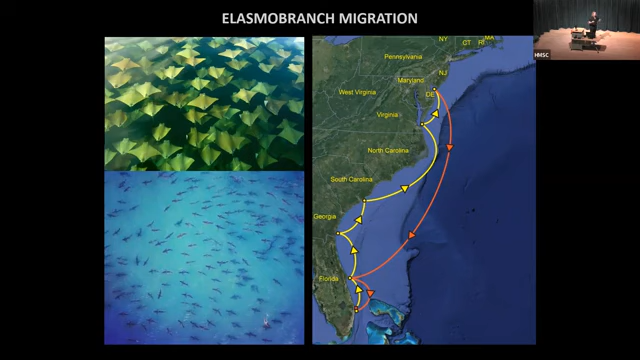 ELASMOBRANCH MIGRATION
NY
MA
CT
RI
Pennsylvania
NJ
Maryland
DE
West Virginia
Virginia
North Carolina
South Carolina
Georgia
Florida
HMSC